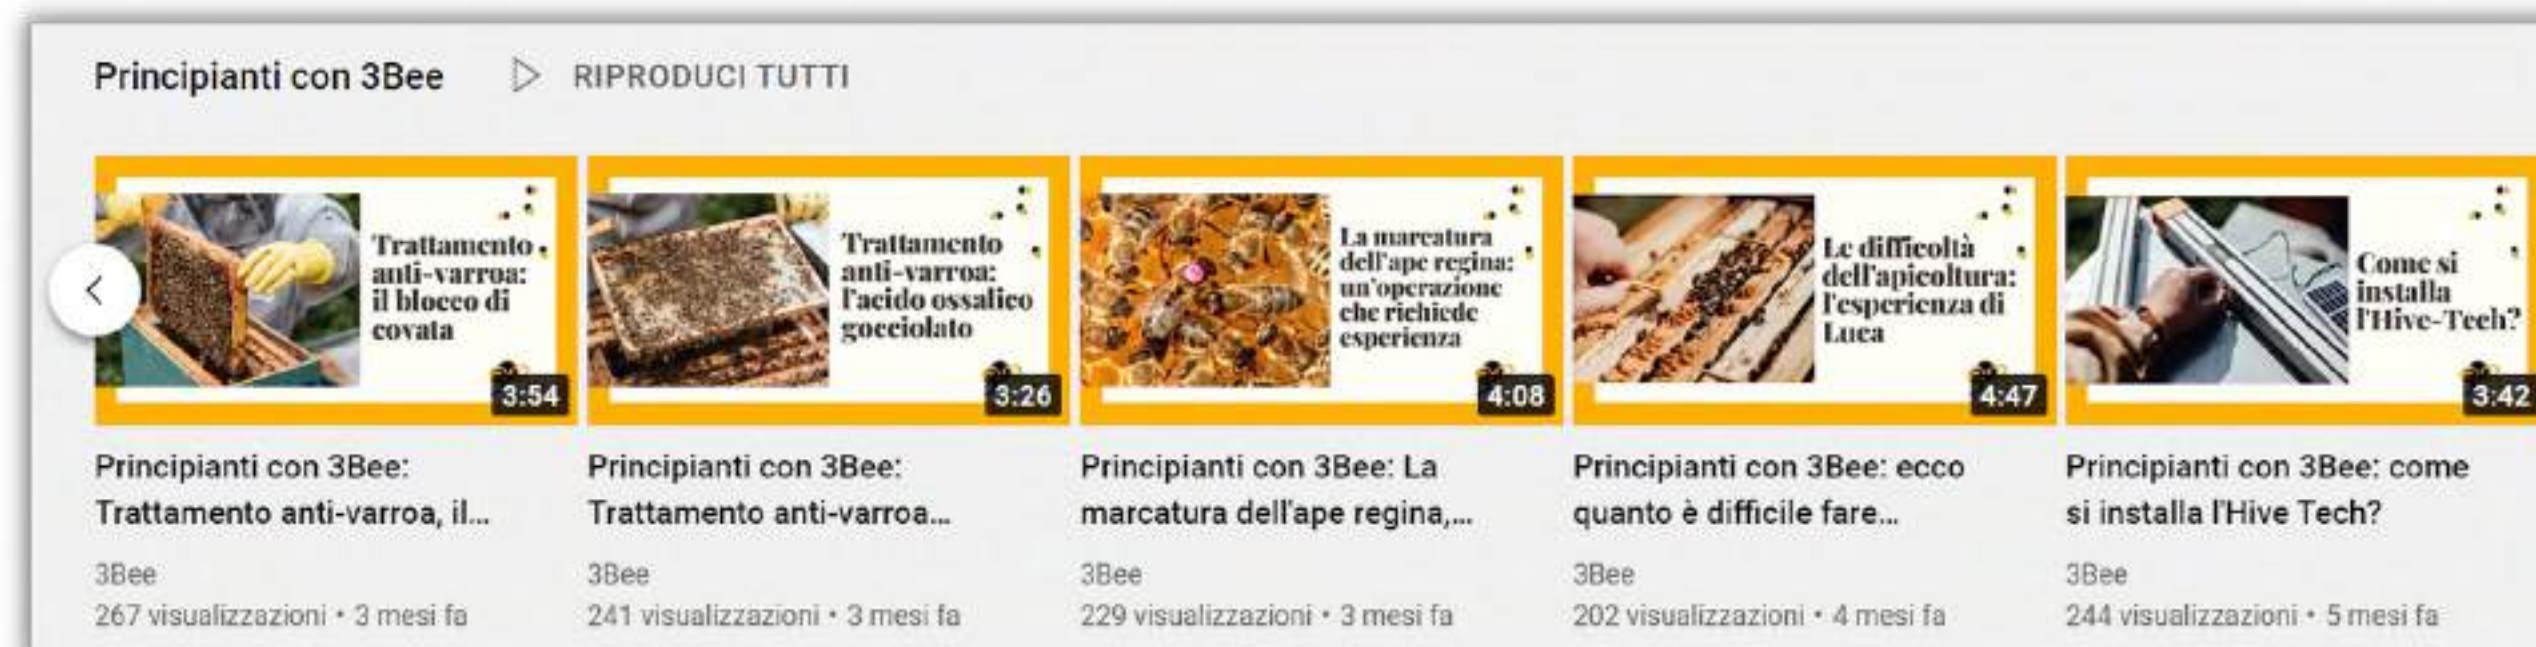 Principianti con 3Bee
RIPRODUCI TUTTI
Trattamento
anti-varroa:
il blocco di
covata
3:54
Trattamento
anti-varroa:
l'acido ossalico
gocciolato
3:26
La marcatura
dell'ape regina:
un'operazione
che richiede
esperienza
4:08
Le difficoltà
dell'apicoltura:
l'esperienza di
Luca
4:47
Come si
installa
l'Hive-Tech?
3:42
Principianti con 3Bee:
Trattamento anti-varroa, il...
3Bee
267 visualizzazioni • 3 mesi fa
Principianti con 3Bee:
Trattamento anti-varroa...
3Bee
241 visualizzazioni • 3 mesi fa
Principianti con 3Bee: La
marcatura dell'ape regina,...
3Bee
229 visualizzazioni • 3 mesi fa
Principianti con 3Bee: ecco
quanto è difficile fare...
3Bee
202 visualizzazioni • 4 mesi fa
Principianti con 3Bee: come
si installa l'Hive Tech?
3Bee
244 visualizzazioni • 5 mesi fa